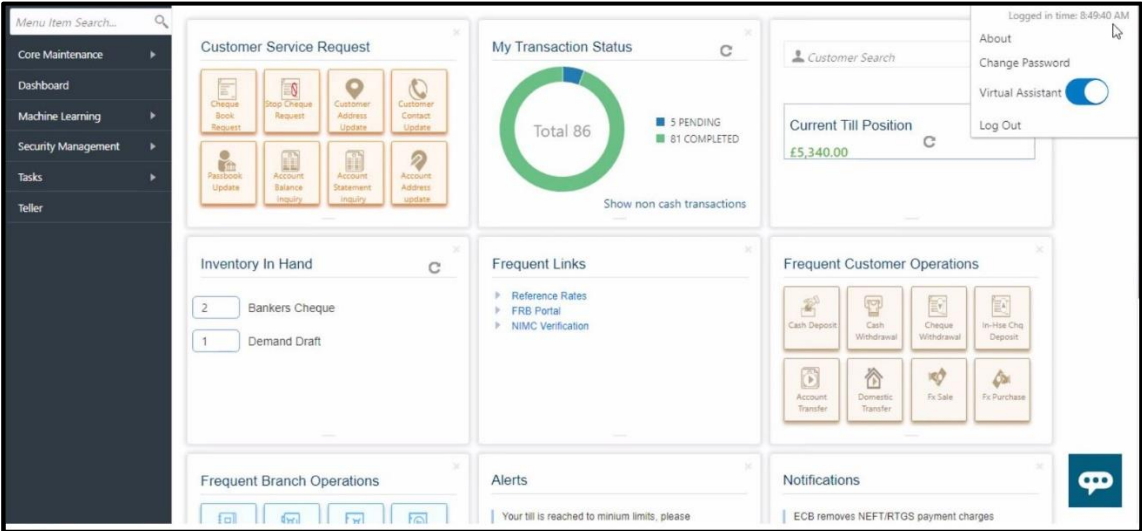 Menu Item Search...
Core Maintenance
Dashboard
Machine Learning
Security Management
Tasks
Teller
Customer Service Request
Cheque
Book
Request
Stop Cheque
Request
Customer
Address
Update
Customer
Contact
Update
Passbook
Update
Account
Balance
Inquiry
Account
Statement
Inquiry
Account
Address
update
My Transaction Status
Total 86
5 PENDING
81 COMPLETED
Show non cash transactions
Customer Search
Current Till Position
£5,340.00
Logged in time: 8:49:40 AM
About
Change Password
Virtual Assistant
Log Out
Inventory In Hand
2 Bankers Cheque
1 Demand Draft
Frequent Links
Reference Rates
FRB Portal
NIMC Verification
Frequent Customer Operations
Cash Deposit
Cash
Withdrawal
Cheque
Withdrawal
In-Hse Chq
Deposit
Account
Transfer
Domestic
Transfer
Fx Sale
Fx Purchase
Frequent Branch Operations
Alerts
Your till is reached to minium limits, please
Notifications
ECB removes NEFT/RTGS payment charges